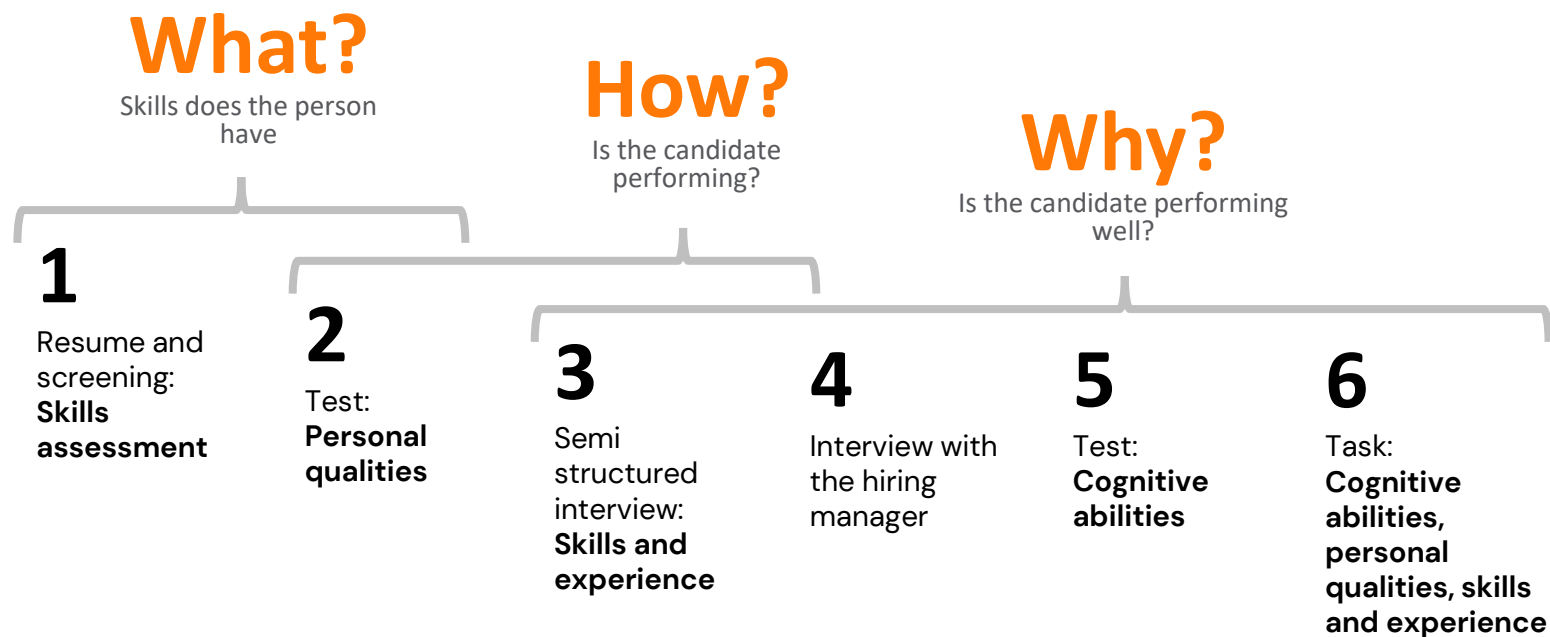 What?
Skills does the person
have
How?
Is the candidate
performing?
Why?
Is the candidate performing
well?
1
Resume and
screening:
Skills
assessment
2
Test:
Personal
qualities
3
Semi
structured
interview:
Skills and
experience
4
Interview with
the hiring
manager
5
Test:
Cognitive
abilities
6
Task:
Cognitive
abilities,
personal
qualities, skills
and experience